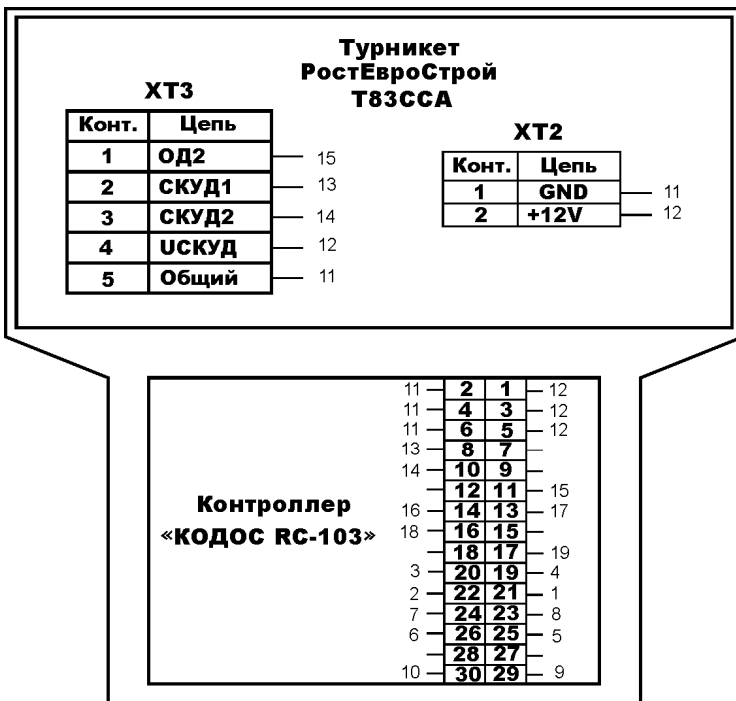 Турникет
РостЕвроСтрой
Т83ССА
ХТ3
Конт. Цепь
1 ОД2 15
2 СКУД1 13
3 СКУД2 14
4 UСКУД 12
5 Общий 11
ХТ2
Конт. Цепь
1 GND 11
2 +12V 12
Контроллер
«КОДОС RC-103»
11 2 1 12
11 4 3 12
11 6 5 12
13 8 7
14 10 9
12 11 15
16 14 13 17
18 16 15
18 17 19
3 20 19 4
2 22 21 1
7 24 23 8
6 26 25 5
28 27
10 30 29 9